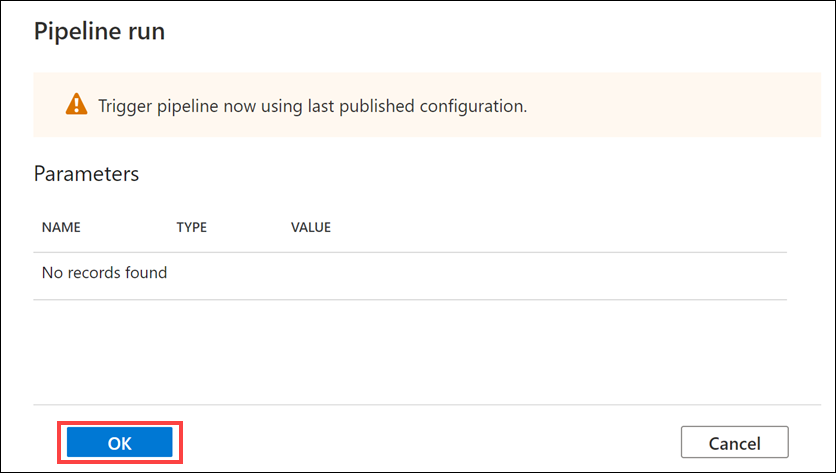 Pipeline run
Trigger pipeline now using last published configuration.
Parameters
NAME TYPE VALUE
No records found
OK Cancel